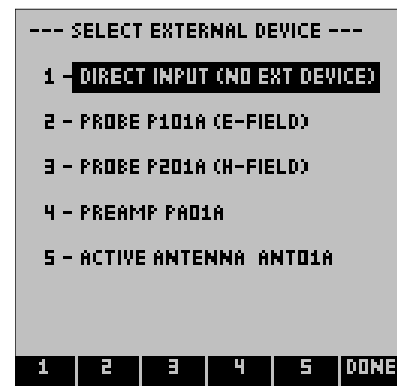 --- SELECT EXTERNAL DEVICE ---
1 - DIRECT INPUT (NO EXT DEVICE)
2 - PROBE P101A (E-FIELD)
3 - PROBE P201A (H-FIELD)
4 - PREAMP PA01A
5 - ACTIVE ANTENNA ANT01A
1 2 3 4 5 DONE